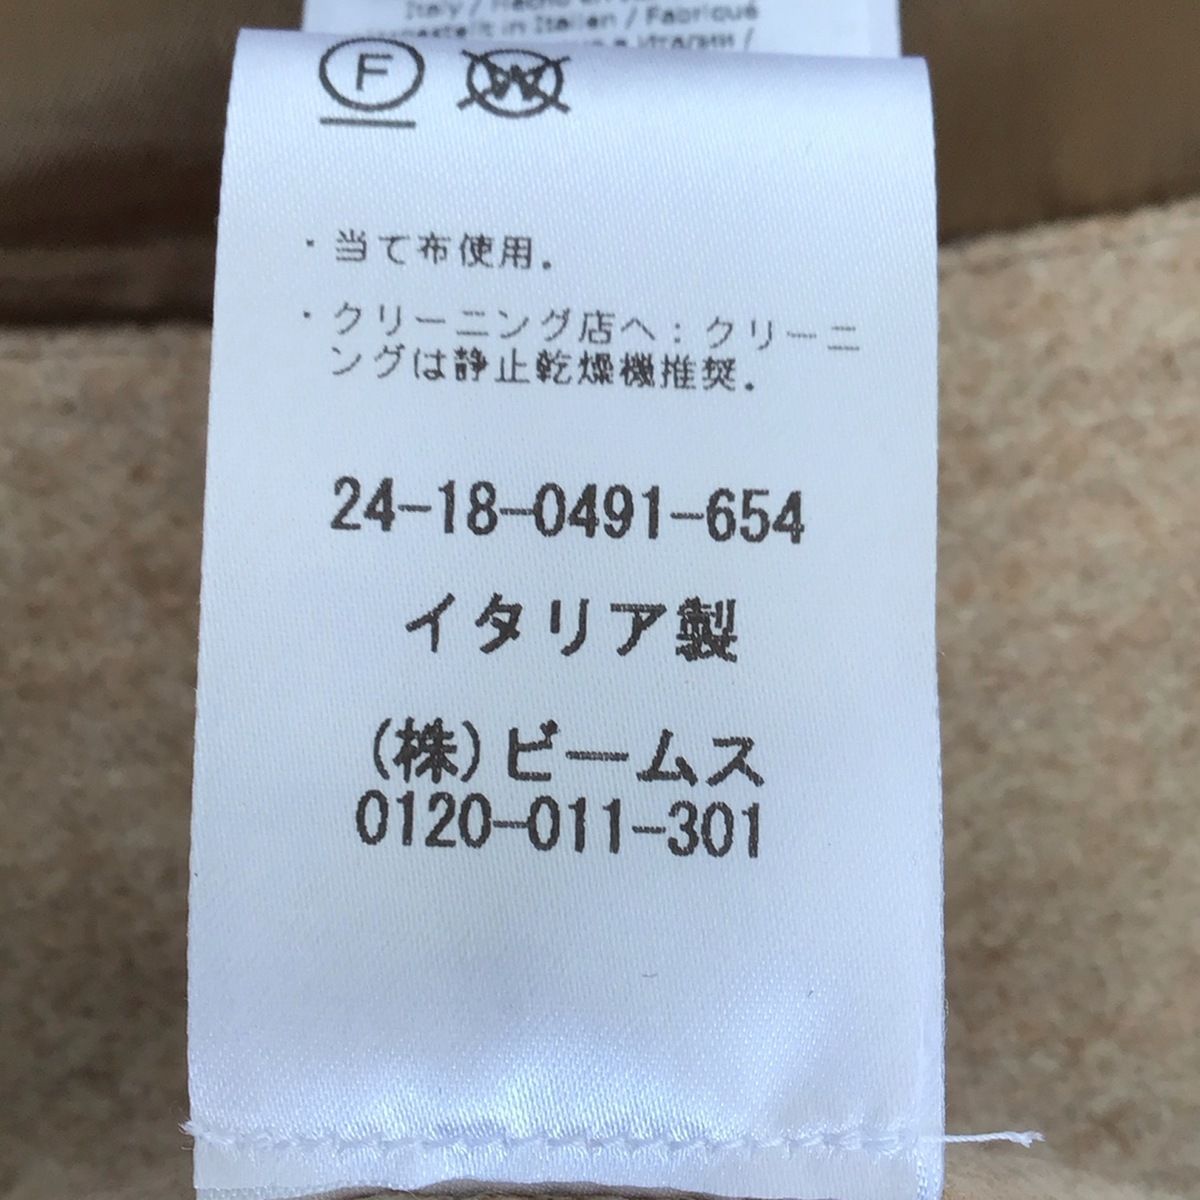 Italien / Fabriqué
F
W
・当て布使用.
・クリーニング店へ:クリーニ
ングは静止乾燥機推奨.
24-18-0491-654
イタリア製
(株)ビームス
0120-011-301